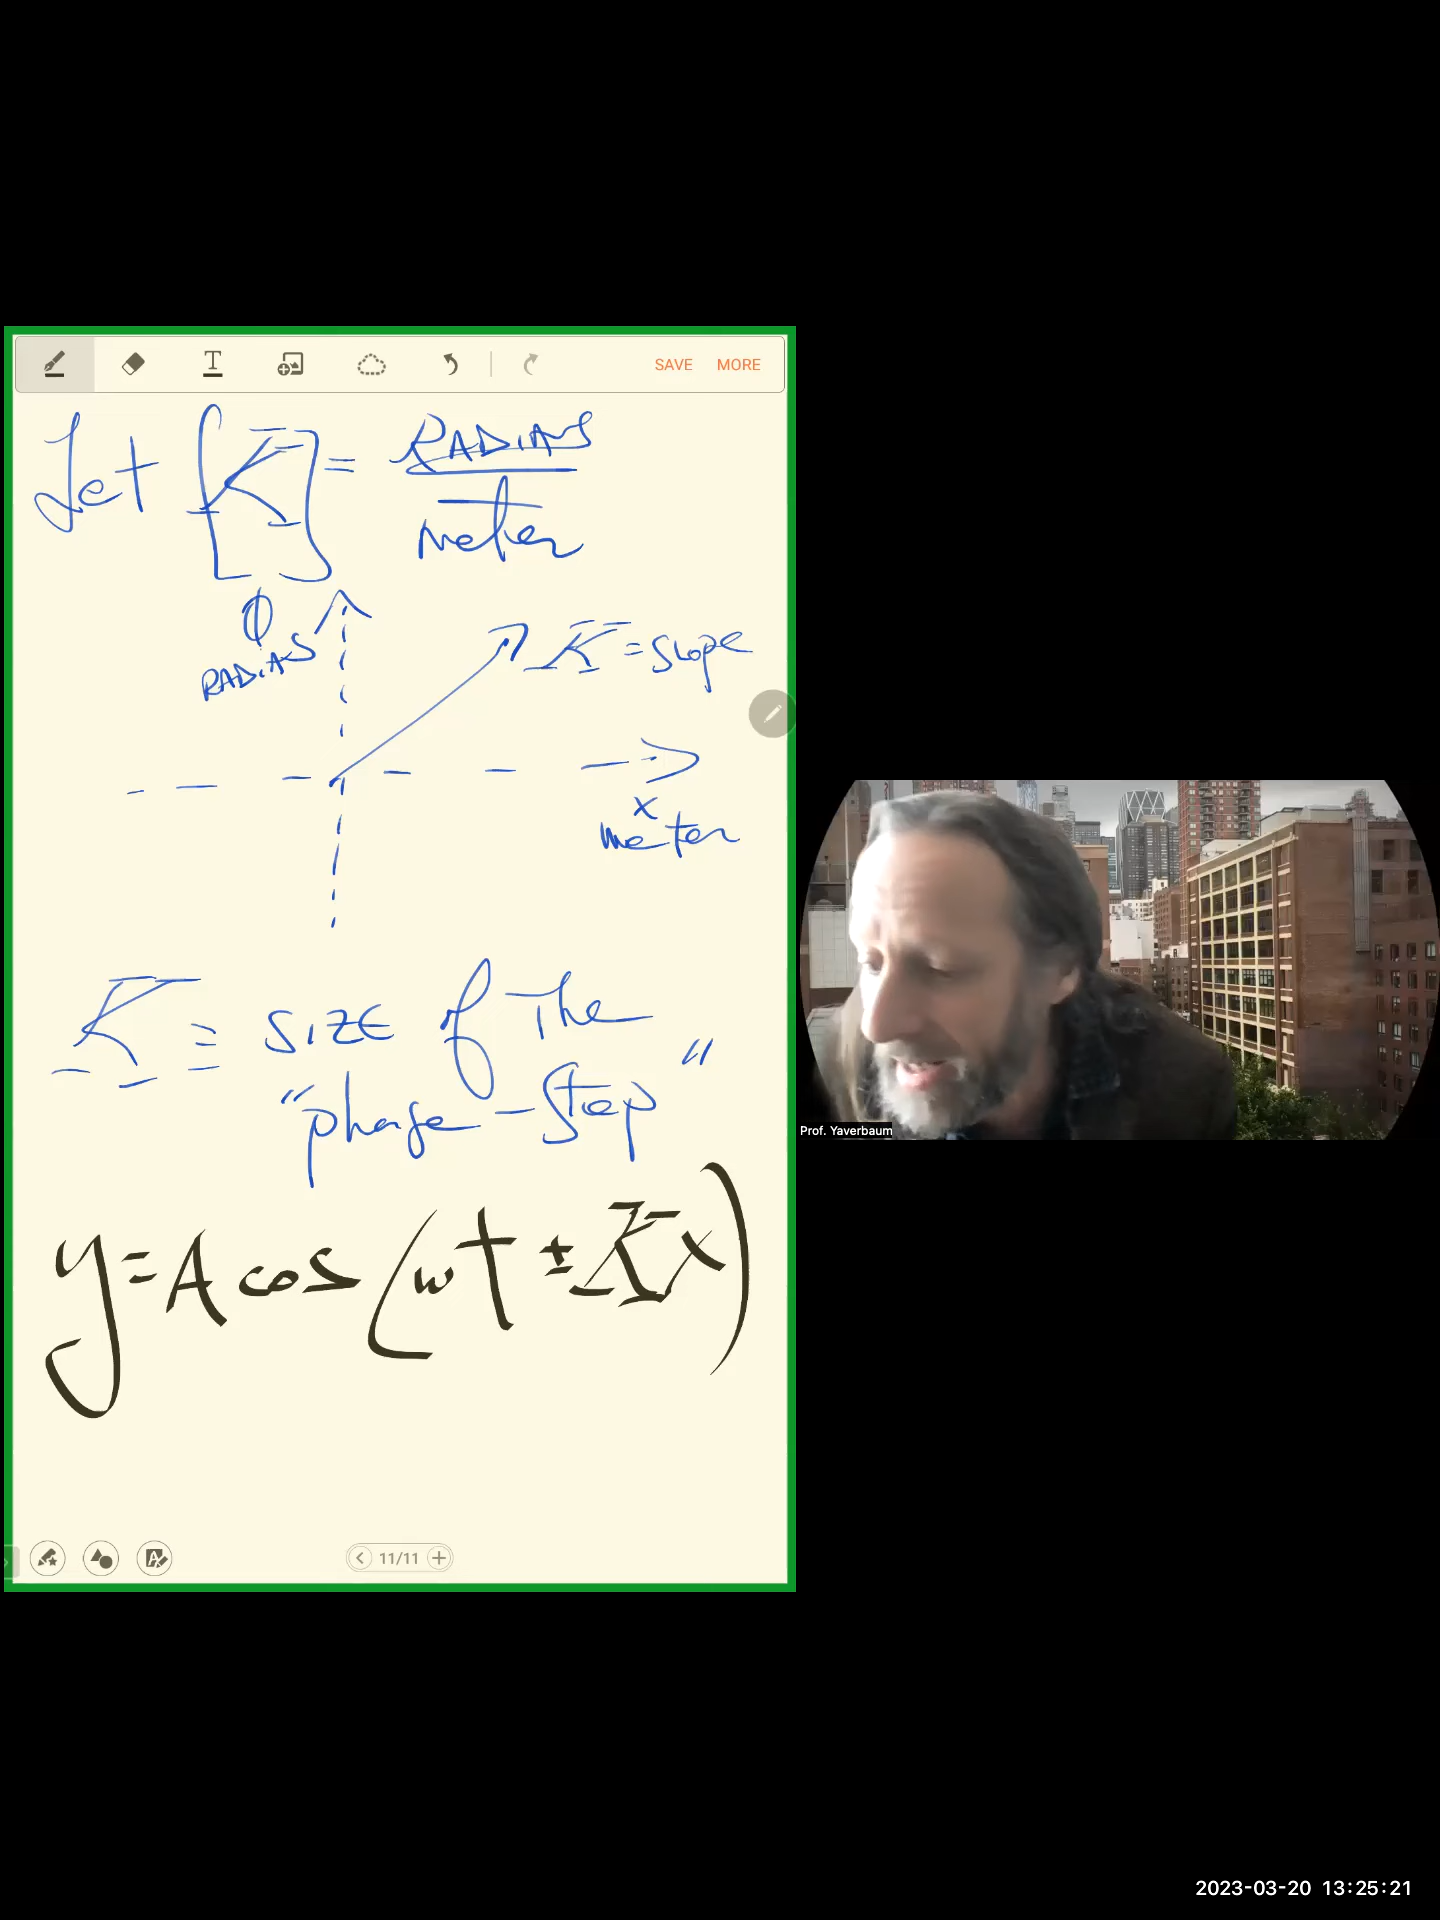 SAVE MORE
Let [K] = RADIANS
meter
Φ
RADIANS
K = slope
x
meter
K ≡ SIZE of The
"phase-Step"
y = A cos (ωt ± Kx)
11/11
Prof. Yaverbaum
2023-03-20 13:25:21